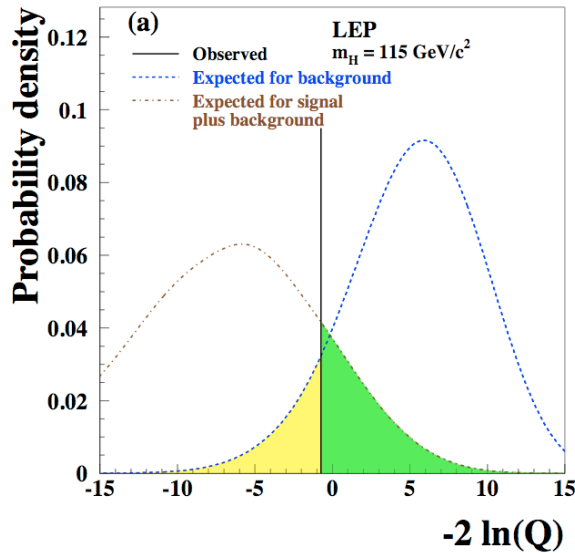 (a)
LEP
m_H = 115 GeV/c²
Observed
Expected for background
Expected for signal
plus background
Probability density
0.12
0.1
0.08
0.06
0.04
0.02
0
-15 -10 -5 0 5 10 15
-2 ln(Q)